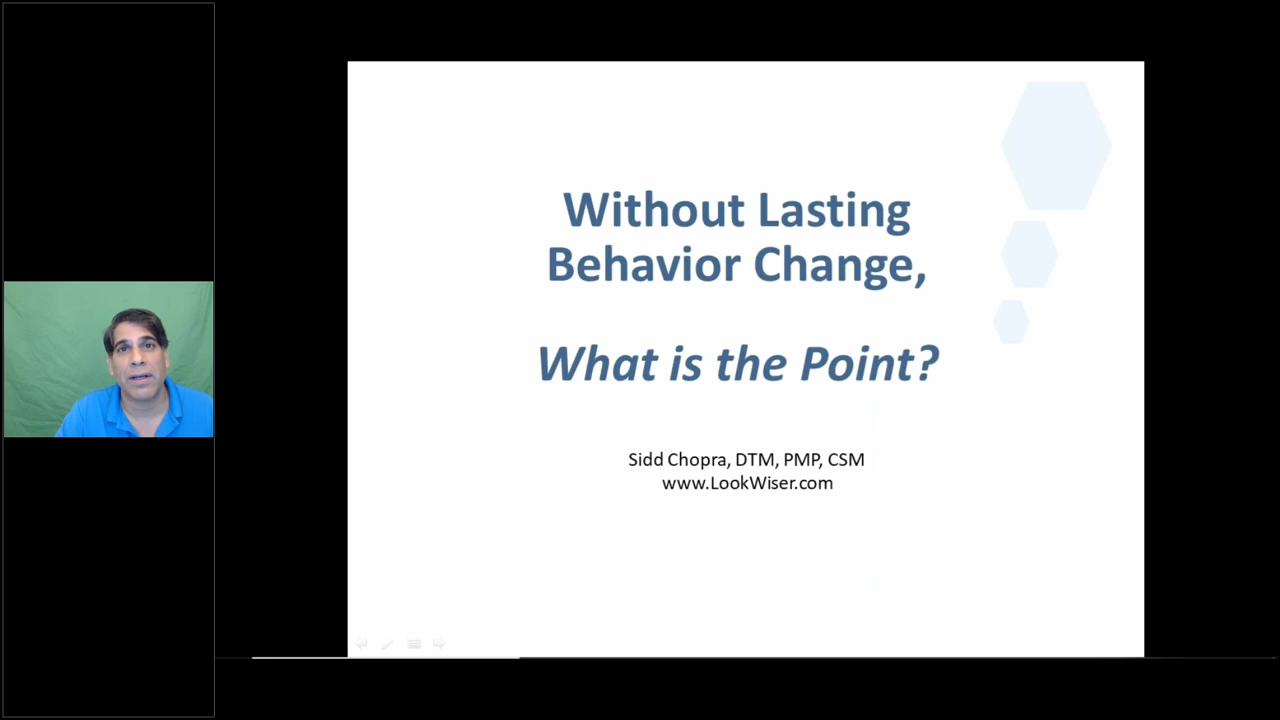 Without Lasting
Behavior Change,
What is the Point?
Sidd Chopra, DTM, PMP, CSM
www.LookWiser.com